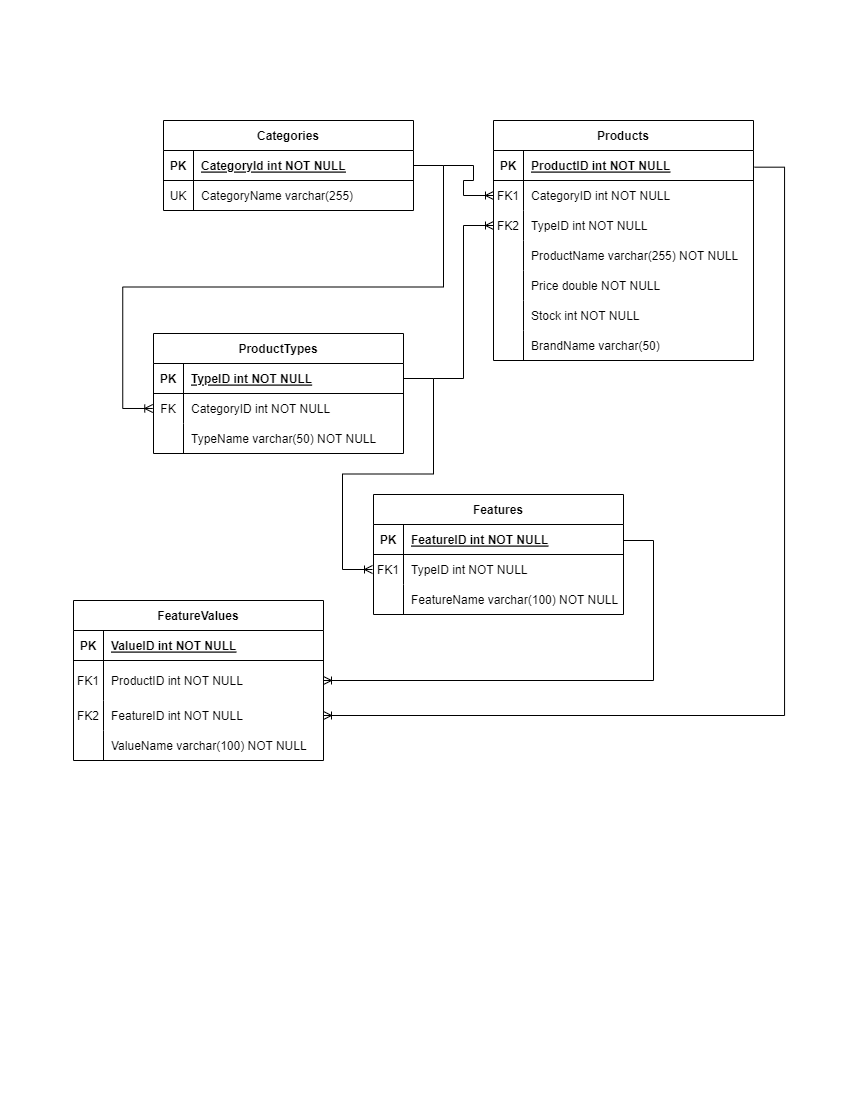 Categories
PK CategoryId int NOT NULL
UK CategoryName varchar(255)
Products
PK ProductID int NOT NULL
FK1 CategoryID int NOT NULL
FK2 TypeID int NOT NULL
ProductName varchar(255) NOT NULL
Price double NOT NULL
Stock int NOT NULL
BrandName varchar(50)
ProductTypes
PK TypeID int NOT NULL
FK CategoryID int NOT NULL
TypeName varchar(50) NOT NULL
Features
PK FeatureID int NOT NULL
FK1 TypeID int NOT NULL
FeatureName varchar(100) NOT NULL
FeatureValues
PK ValueID int NOT NULL
FK1 ProductID int NOT NULL
FK2 FeatureID int NOT NULL
ValueName varchar(100) NOT NULL